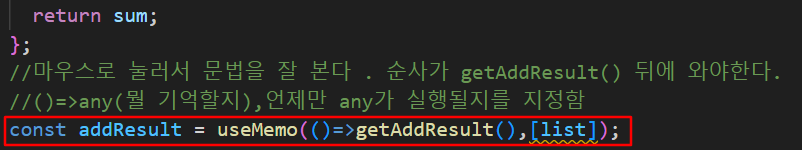 return sum;
};
//마우스로 눌러서 문법을 잘 본다 . 순사가 getAddResult() 뒤에 와야한다.
//()=>any(뭘 기억할지),언제만 any가 실행될지를 지정함
const addResult = useMemo(()=>getAddResult(),[list]);